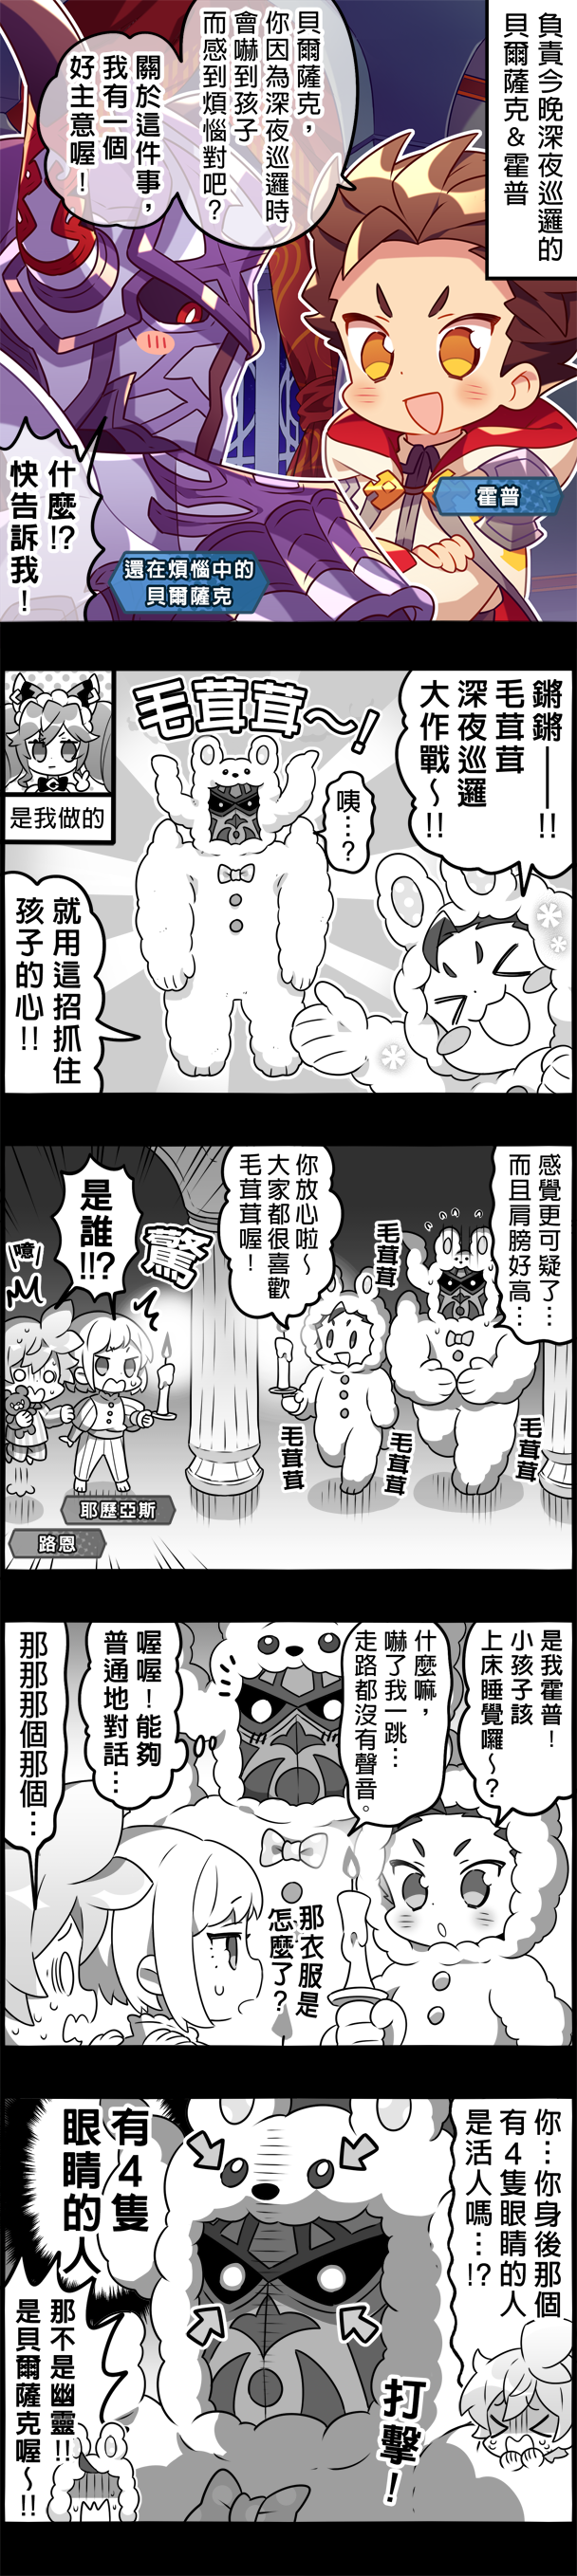 負責今晚深夜巡邏的
貝爾薩克&霍普
貝爾薩克，
你因為深夜巡邏時
會嚇到孩子
而感到煩惱對吧？
關於這件事，
我有一個
好主意喔！
霍普
什麼!?
快告訴我！
還在煩惱中的
貝爾薩克
鏘鏘——!!
毛茸茸
深夜巡邏
大作戰～!!
毛茸茸～！
咦…？
是我做的
就用這招抓住
孩子的心!!
感覺更可疑了…
而且肩膀好高…
毛茸茸
毛茸茸
毛茸茸
毛茸茸
你放心啦～
大家都很喜歡
毛茸茸喔！
驚
是誰!!?
噫
耶歷亞斯
路恩
是我霍普！
小孩子該
上床睡覺囉～？
什麼嘛，
嚇了我一跳…
走路都沒有聲音。
那衣服是
怎麼了？
喔喔！能夠
普通地對話…
那那那個那個…
你…你身後那個
有4隻眼睛的人
是活人嗎…!?
有4隻
眼睛的人
打擊！
那不是幽靈!!
是貝爾薩克喔～!!